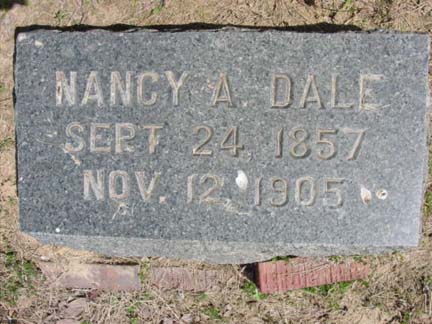 NANCY A. DALE
SEPT. 24, 1857
NOV. 12, 1905